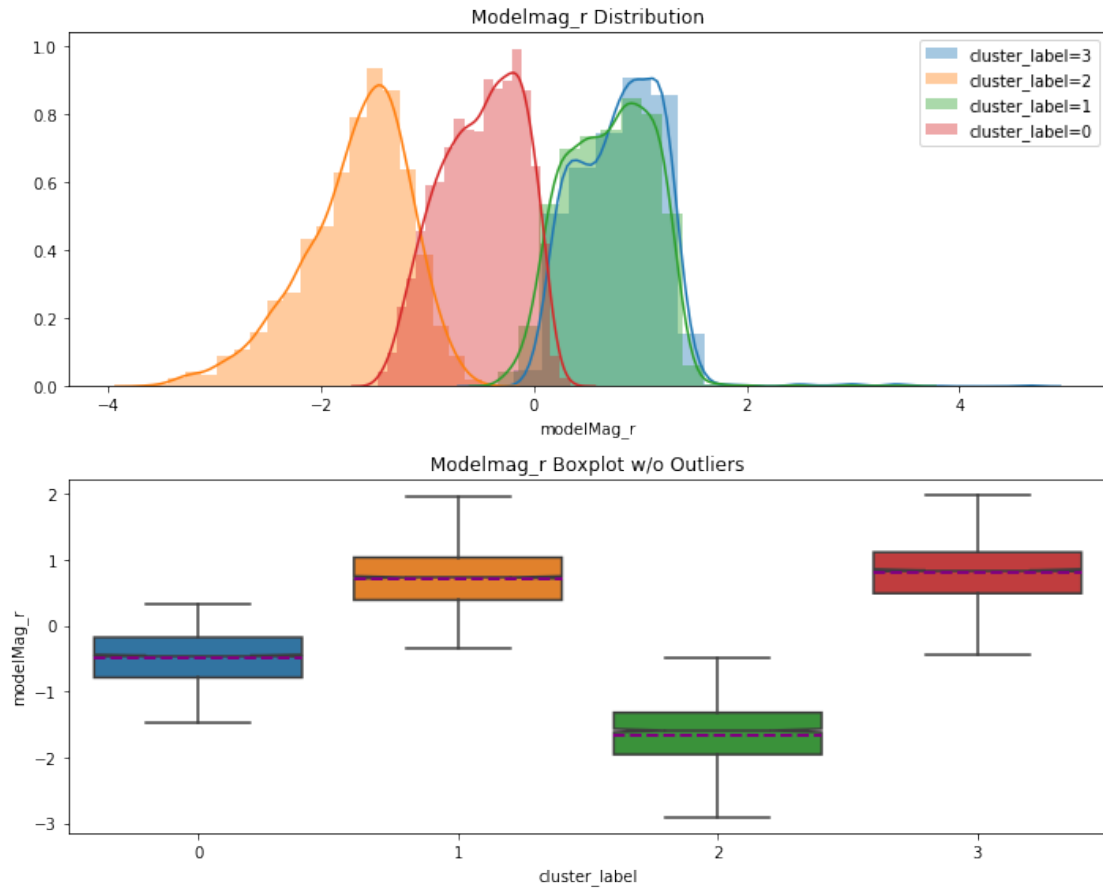 Modelmag_r Distribution
1.0
0.8
0.6
0.4
0.2
0.0
cluster_label=3
cluster_label=2
cluster_label=1
cluster_label=0
−4
−2
0
2
4
modelMag_r
Modelmag_r Boxplot w/o Outliers
2
1
0
−1
−2
−3
modelMag_r
0
1
2
3
cluster_label